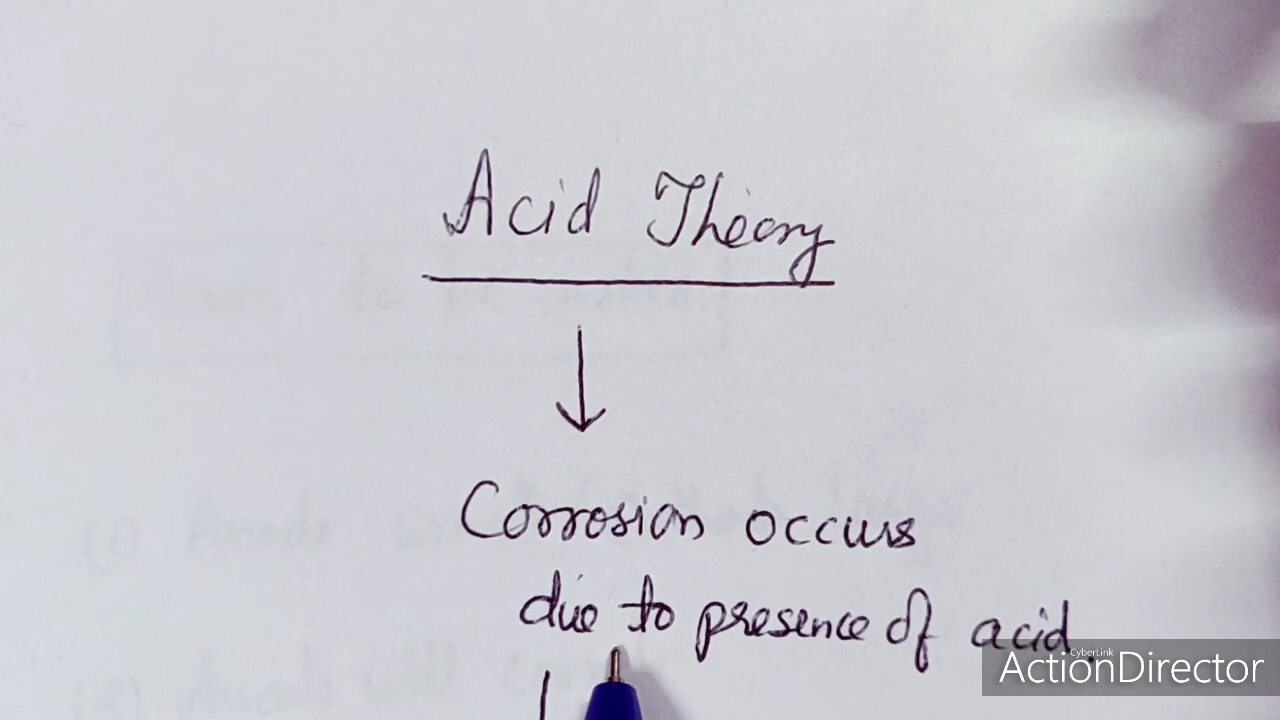 Acid Theory
Corrosion occurs
due to presence of acid.
CyberLink
ActionDirector